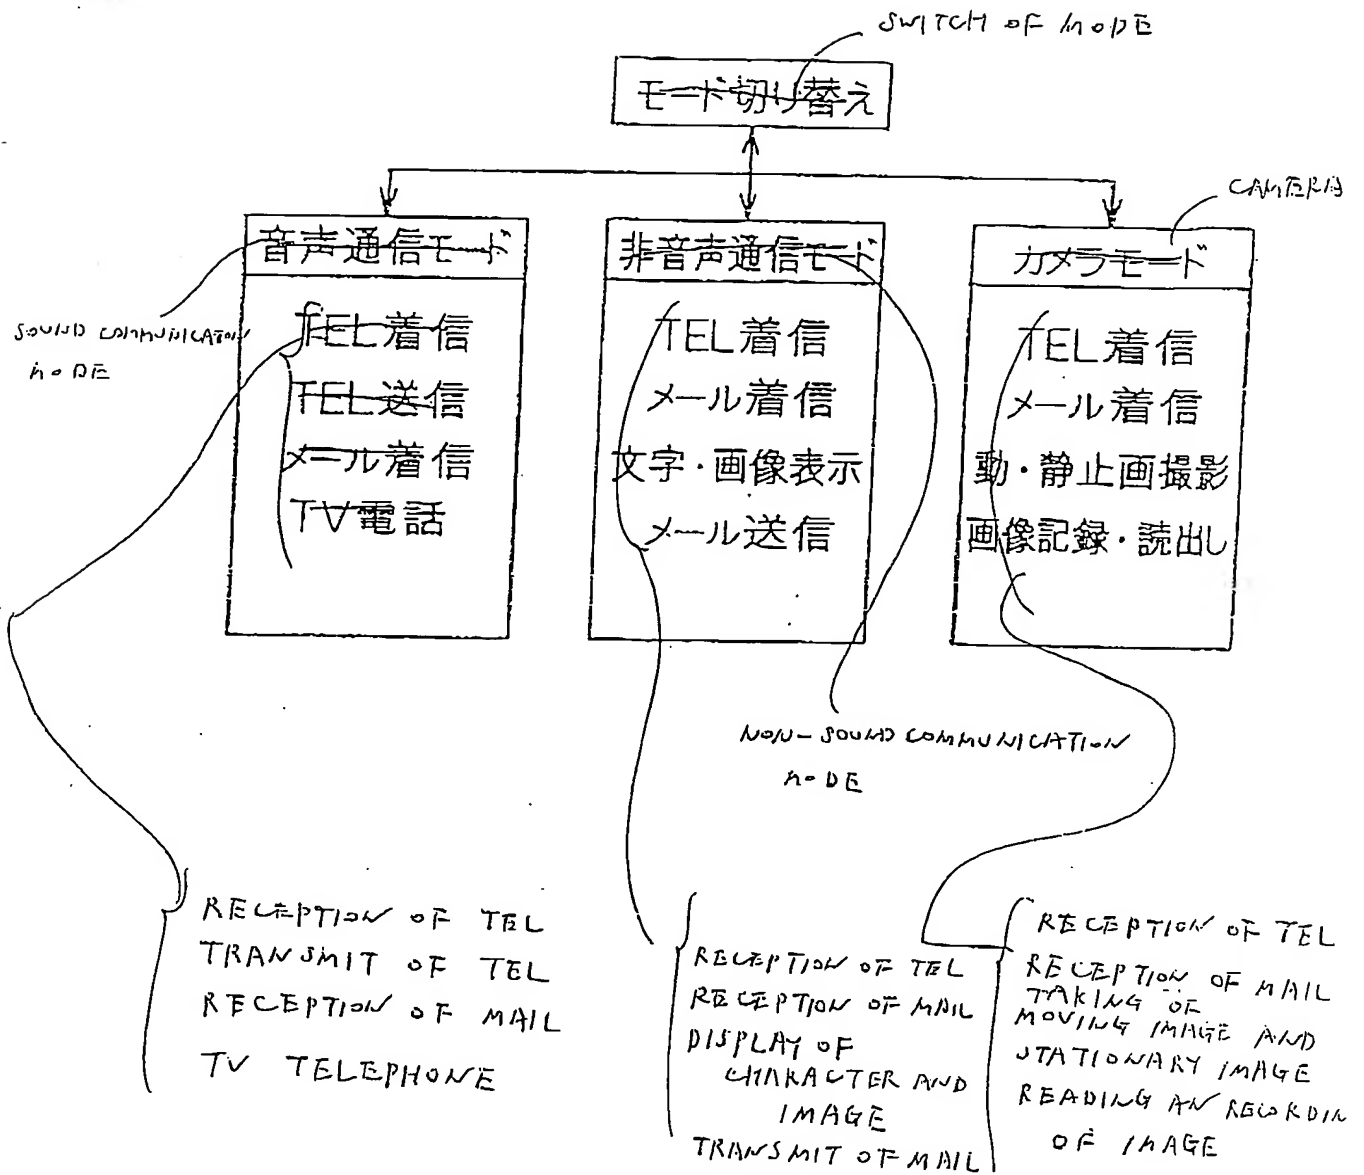 SWITCH OF MODE
モード切り替え
CAMERA
音声通信モード
非音声通信モード
カメラモード
SOUND COMMUNICATION
MODE
TEL着信
TEL送信
メール着信
TV電話
TEL着信
メール着信
文字・画像表示
メール送信
TEL着信
メール着信
動・静止画撮影
画像記録・読出し
NON-SOUND COMMUNICATION
MODE
RECEPTION OF TEL
TRANSMIT OF TEL
RECEPTION OF MAIL
TV TELEPHONE
RECEPTION OF TEL
RECEPTION OF MAIL
DISPLAY OF
CHARACTER AND
IMAGE
TRANSMIT OF MAIL
RECEPTION OF TEL
RECEPTION OF MAIL
TAKING OF
MOVING IMAGE AND
STATIONARY IMAGE
READING AN RECORDIN
OF IMAGE